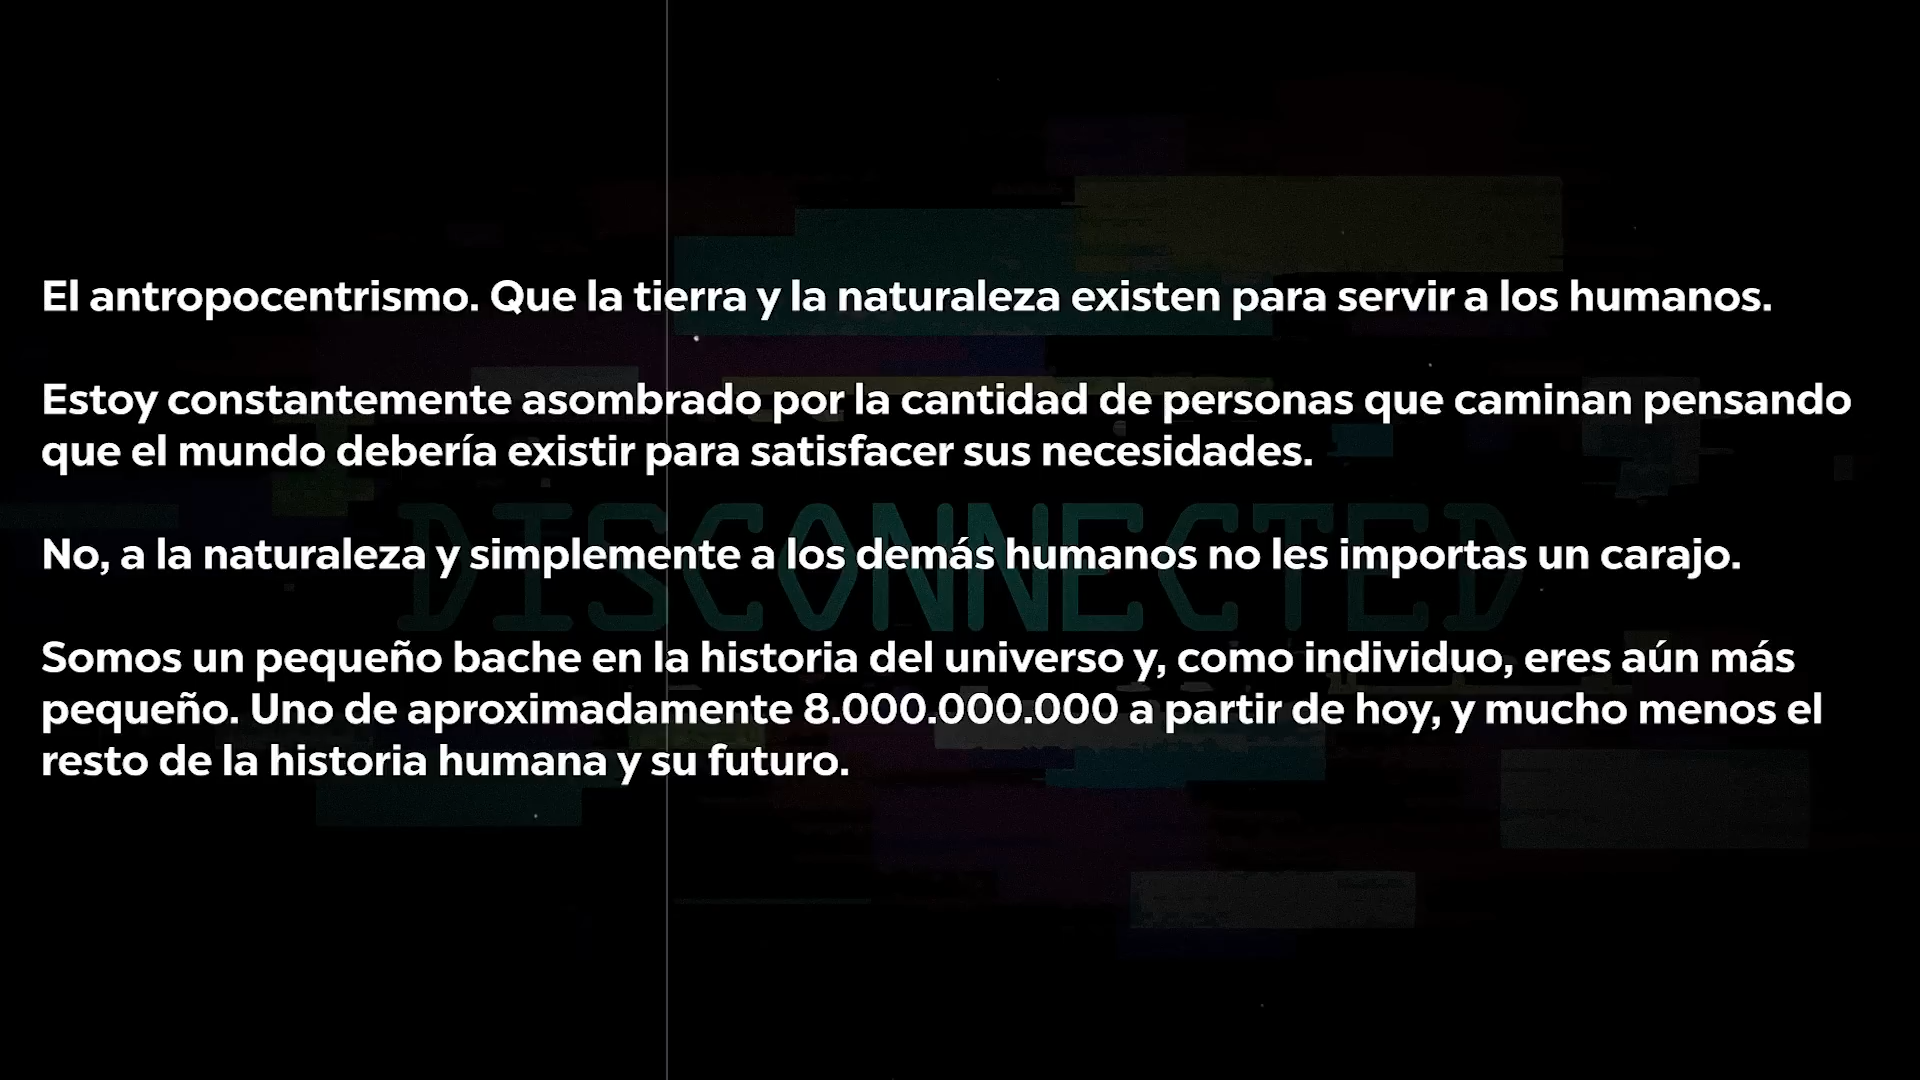 El antropocentrismo. Que la tierra y la naturaleza existen para servir a los humanos.
Estoy constantemente asombrado por la cantidad de personas que caminan pensando
que el mundo debería existir para satisfacer sus necesidades.
DISCONNECTED
No, a la naturaleza y simplemente a los demás humanos no les importas un carajo.
Somos un pequeño bache en la historia del universo y, como individuo, eres aún más
pequeño. Uno de aproximadamente 8.000.000.000 a partir de hoy, y mucho menos el
resto de la historia humana y su futuro.